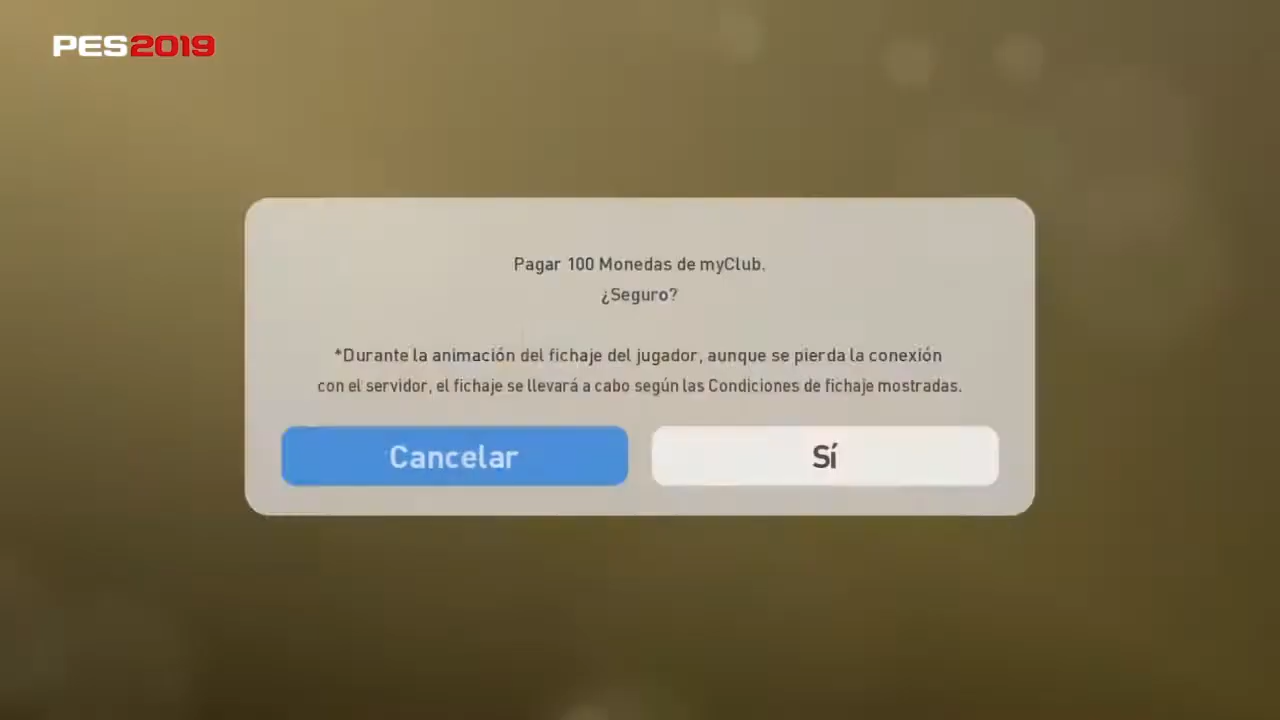 PES2019
Pagar 100 Monedas de myClub.
¿Seguro?
*Durante la animación del fichaje del jugador, aunque se pierda la conexión
con el servidor, el fichaje se llevará a cabo según las Condiciones de fichaje mostradas.
Cancelar
Sí